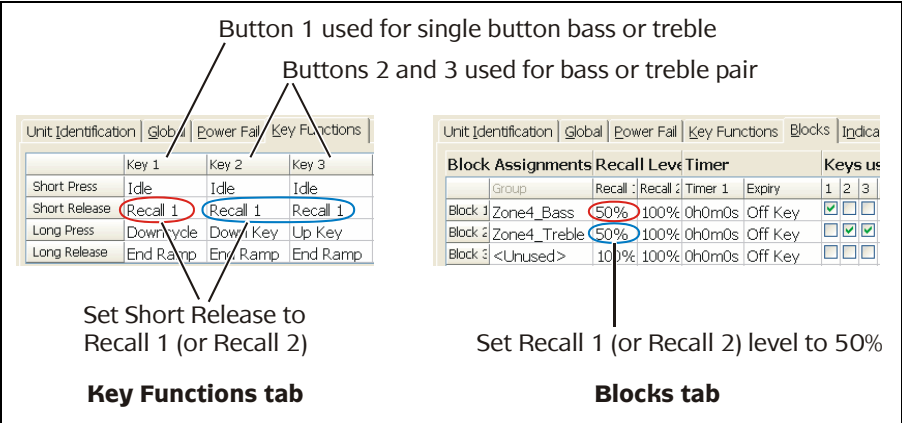 Button 1 used for single button bass or treble
Buttons 2 and 3 used for bass or treble pair
Unit Identification Global Power Fail Key Functions
Key 1 Key 2 Key 3
Short Press Idle Idle Idle
Short Release Recall 1 Recall 1 Recall 1
Long Press Downcycle Down Key Up Key
Long Release End Ramp End Ramp End Ramp
Set Short Release to
Recall 1 (or Recall 2)
Key Functions tab
Unit Identification Global Power Fail Key Functions Blocks Indica
Block Assignments Recall Leve Timer Keys us
Group Recall Recall 2 Timer 1 Expiry 1 2 3
Block 1 Zone4_Bass 50% 100% 0h0m0s Off Key
Block 2 Zone4_Treble 50% 100% 0h0m0s Off Key
Block 3 <Unused> 100% 100% 0h0m0s Off Key
Set Recall 1 (or Recall 2) level to 50%
Blocks tab